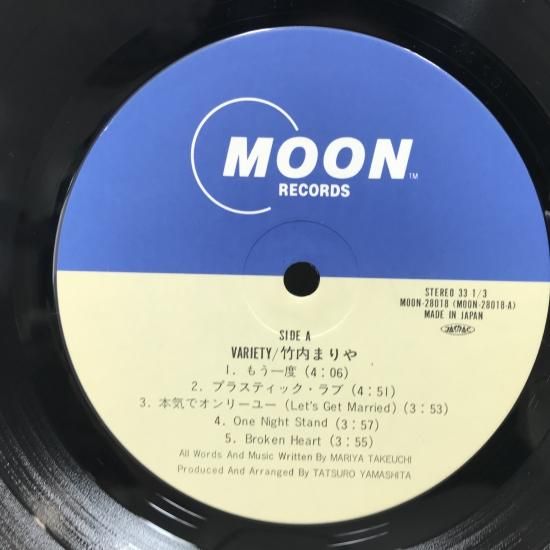 MOON™
RECORDS
STEREO 33 1/3
MOON-28018 (MOON-28018-A)
MADE IN JAPAN
SIDE A
VARIETY/竹内まりや
1. もう一度 (4:06)
2. プラスティック・ラブ (4:51)
3. 本気でオンリーユー (Let's Get Married) (3:53)
4. One Night Stand (3:57)
5. Broken Heart (3:55)
All Words And Music Written By MARIYA TAKEUCHI
Produced And Arranged By TATSURO YAMASHITA